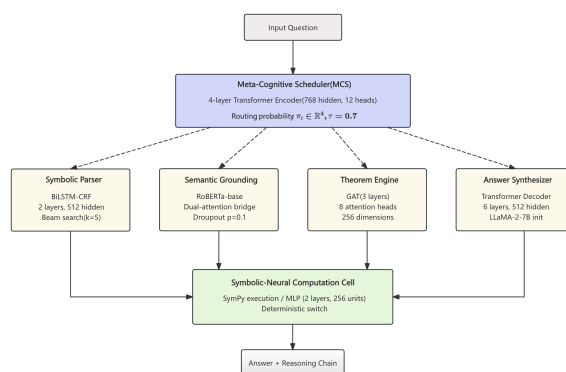 Input Question
Meta-Cognitive Scheduler(MCS)
4-layer Transformer Encoder(768 hidden, 12 heads)
Routing probability πₜ ∈ ℝ⁴, τ = 0.7
Symbolic Parser
BiLSTM-CRF
2 layers, 512 hidden
Beam search(k=5)
Semantic Grounding
RoBERTa-base
Dual-attention bridge
Droupout p=0.1
Theorem Engine
GAT(3 layers)
8 attention heads
256 dimensions
Answer Synthesizer
Transformer Decoder
6 layers, 512 hidden
LLaMA-2-7B init
Symbolic-Neural Computation Cell
SymPy execution / MLP (2 layers, 256 units)
Deterministic switch
Answer + Reasoning Chain